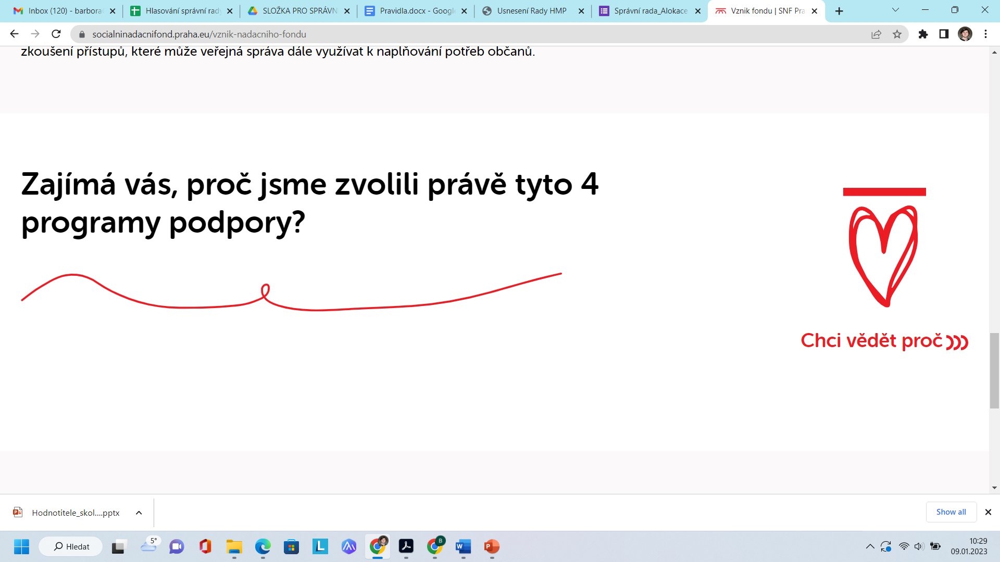 Inbox (120) - barbora
Hlasování správní rady
SLOŽKA PRO SPRÁVN
Pravidla.docx - Google
Usnesení Rady HMP
Správní rada_Alokace
Vznik fondu | SNF Pra
socialninadacnifond.praha.eu/vznik-nadacniho-fondu
zkoušení přístupů, které může veřejná správa dále využívat k naplňování potřeb občanů.
Zajímá vás, proč jsme zvolili právě tyto 4
programy podpory?
Chci vědět proč
Hodnotitele_skol....pptx
Show all
Hledat
5°
B
10:29
09.01.2023